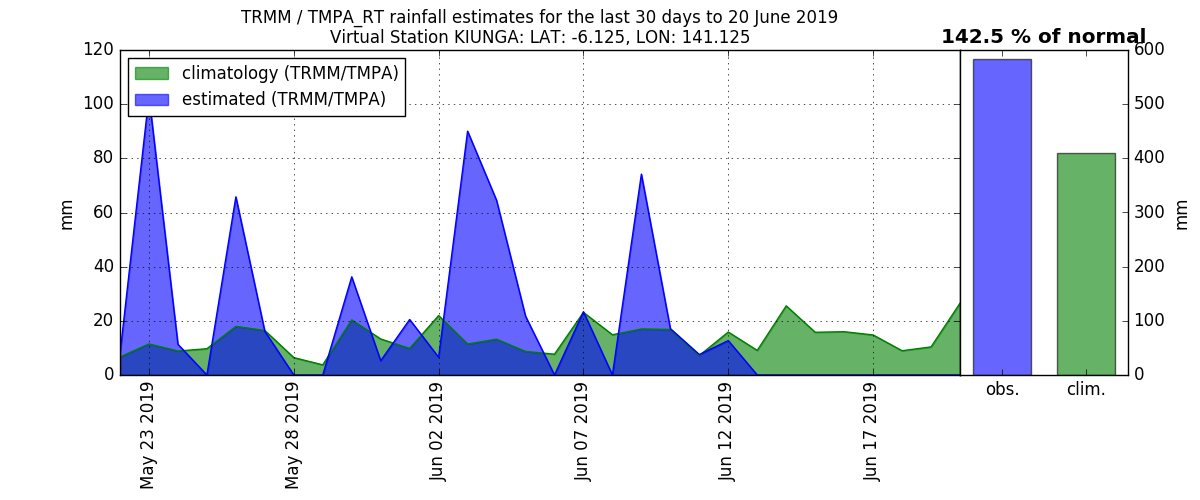 TRMM / TMPA_RT rainfall estimates for the last 30 days to 20 June 2019
Virtual Station KIUNGA: LAT: -6.125, LON: 141.125
142.5 % of normal
climatology (TRMM/TMPA)
estimated (TRMM/TMPA)
120
100
80
60
40
20
0
mm
May 23 2019
May 28 2019
Jun 02 2019
Jun 07 2019
Jun 12 2019
Jun 17 2019
600
500
400
300
200
100
0
mm
obs.
clim.